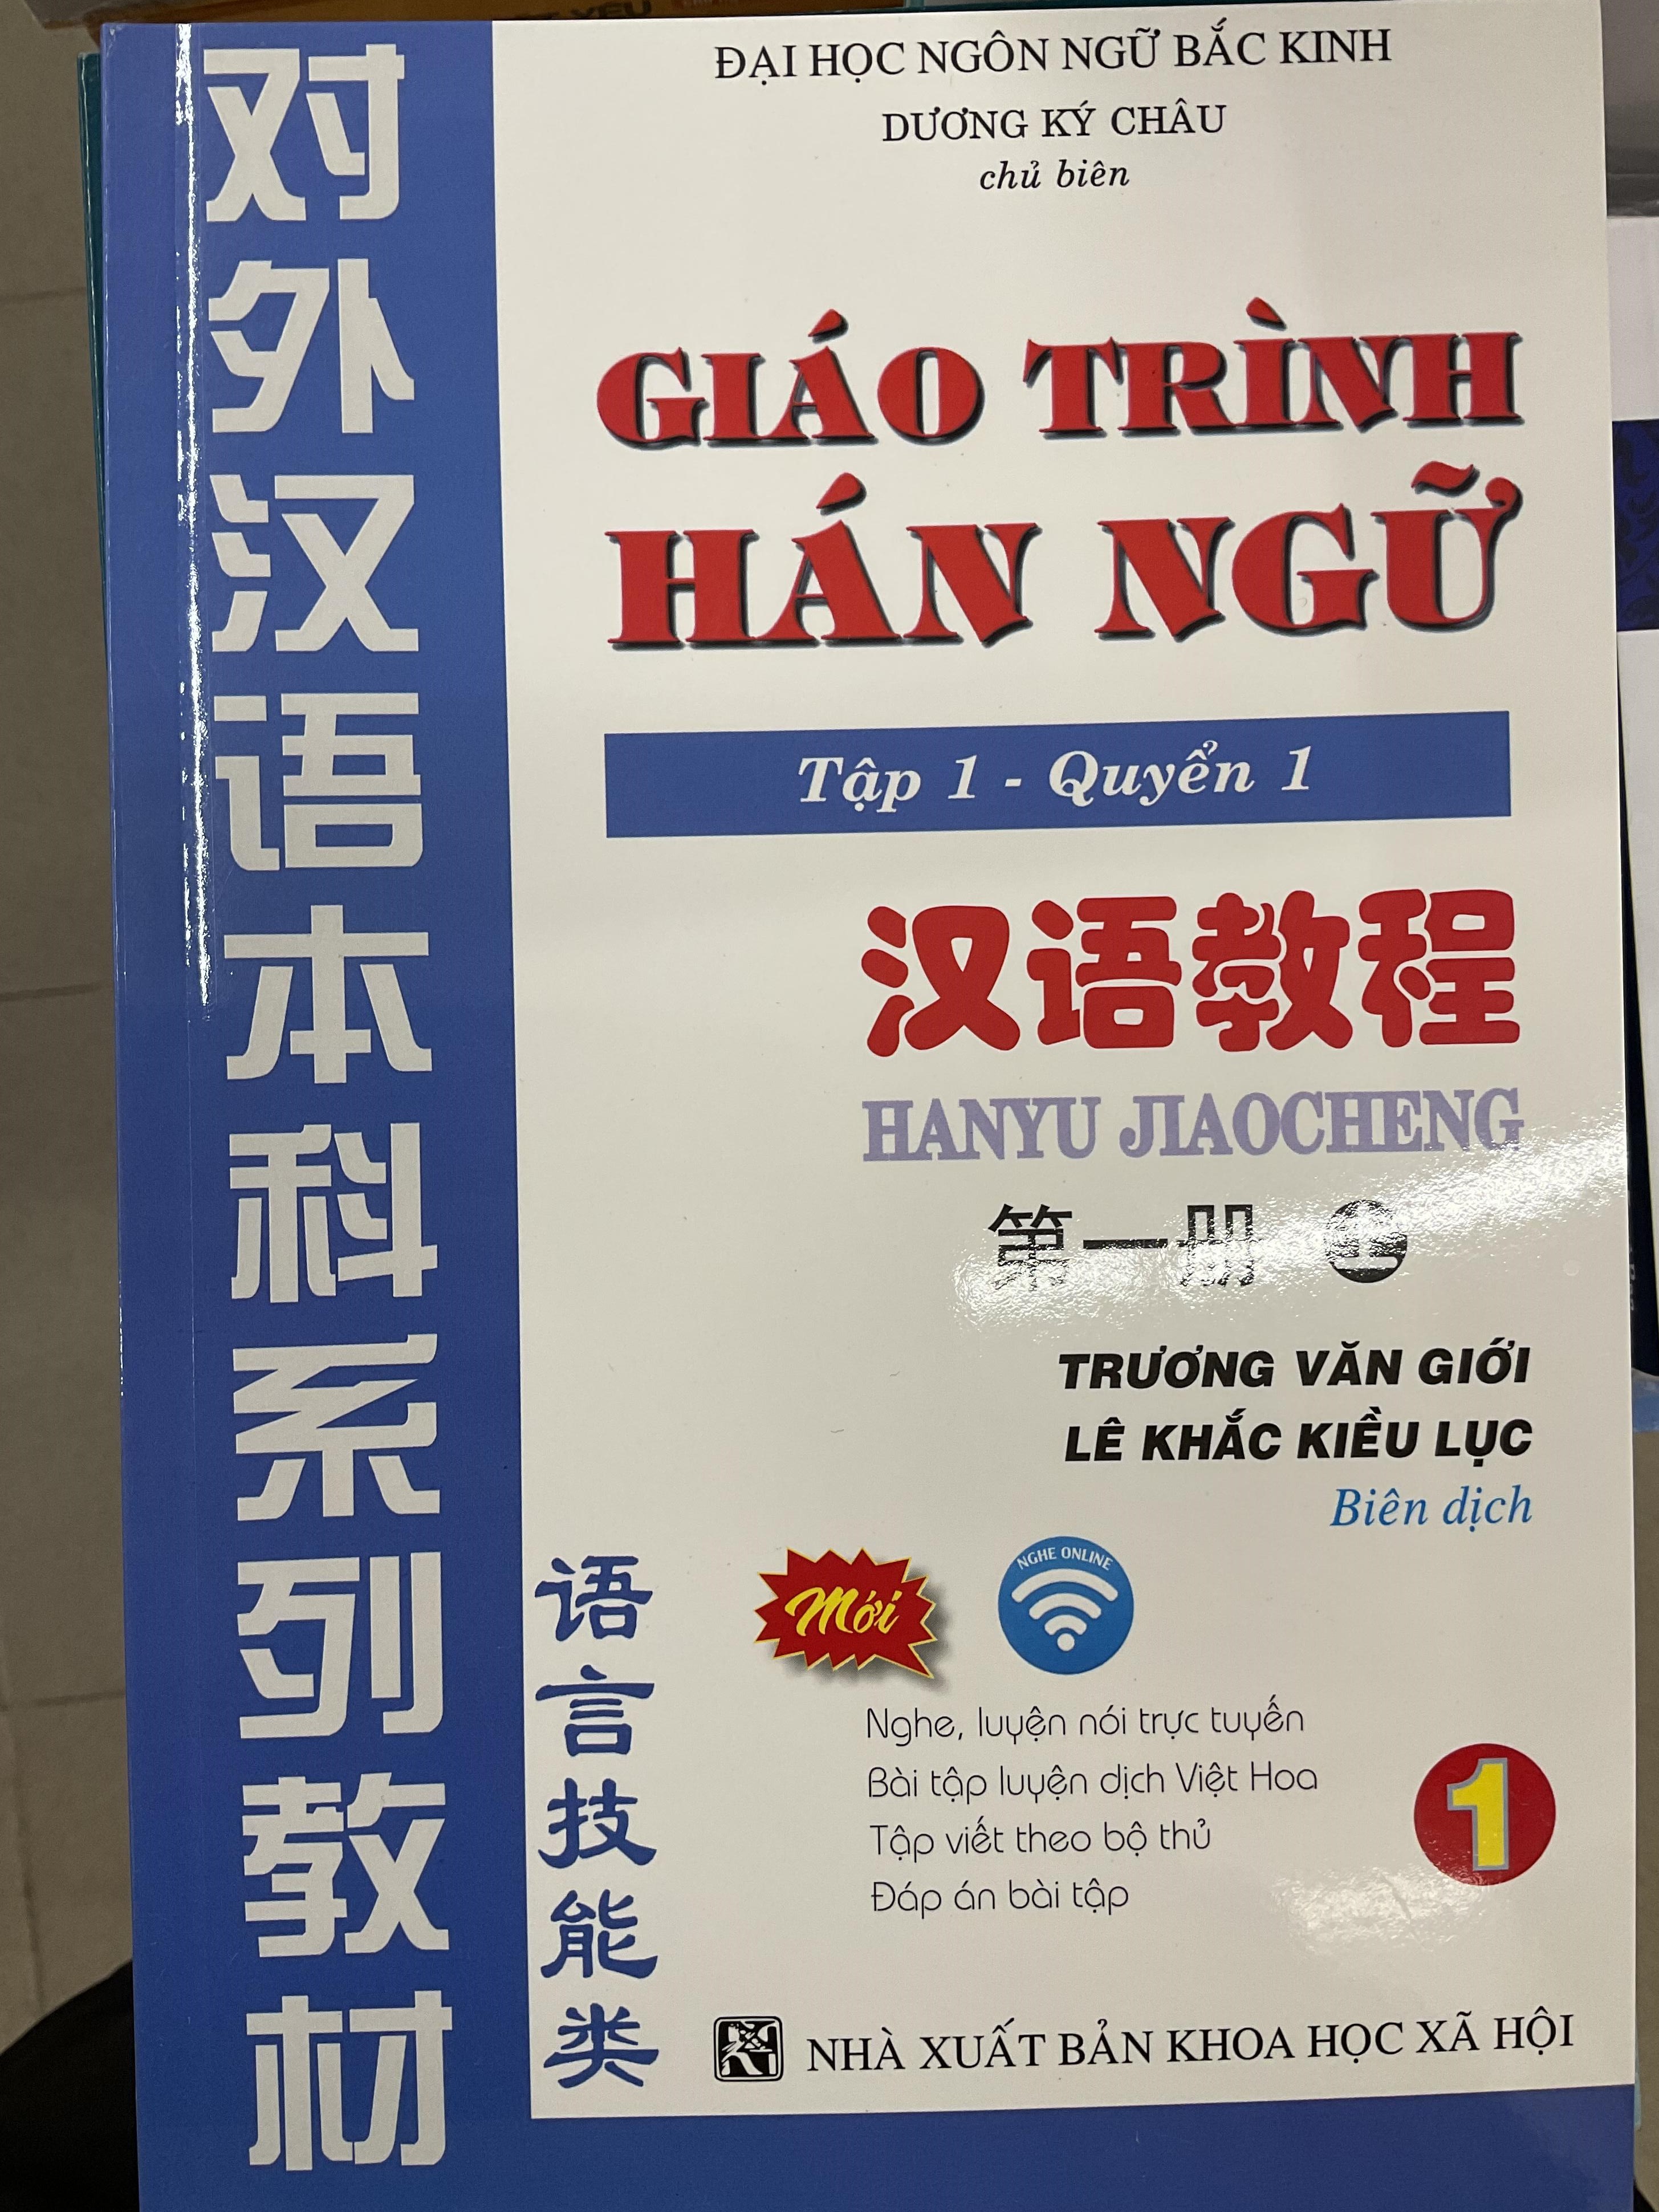 对外汉语本科系列教材
ĐẠI HỌC NGÔN NGỮ BẮC KINH
DƯƠNG KÝ CHÂU
chủ biên
GIÁO TRÌNH
HÁN NGỮ
Tập 1 - Quyển 1
汉语教程
HANYU JIAOCHENG
第一册 上
TRƯƠNG VĂN GIỚI
LÊ KHẮC KIỀU LỤC
Biên dịch
语言技能类
Mới
NGHE ONLINE
Nghe, luyện nói trực tuyến
Bài tập luyện dịch Việt Hoa
Tập viết theo bộ thủ
Đáp án bài tập
1
NHÀ XUẤT BẢN KHOA HỌC XÃ HỘI